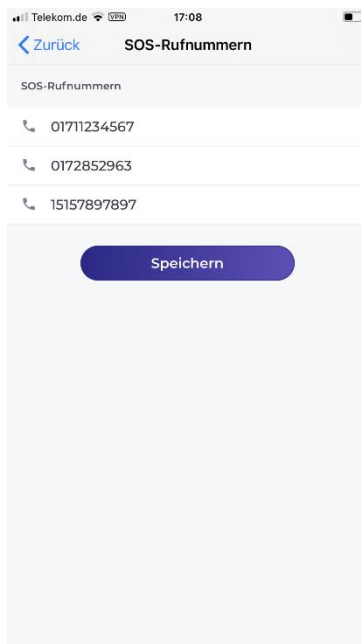 Telekom.de VPN 17:08
Zurück SOS-Rufnummern
SOS-Rufnummern
01711234567
0172852963
15157897897
Speichern